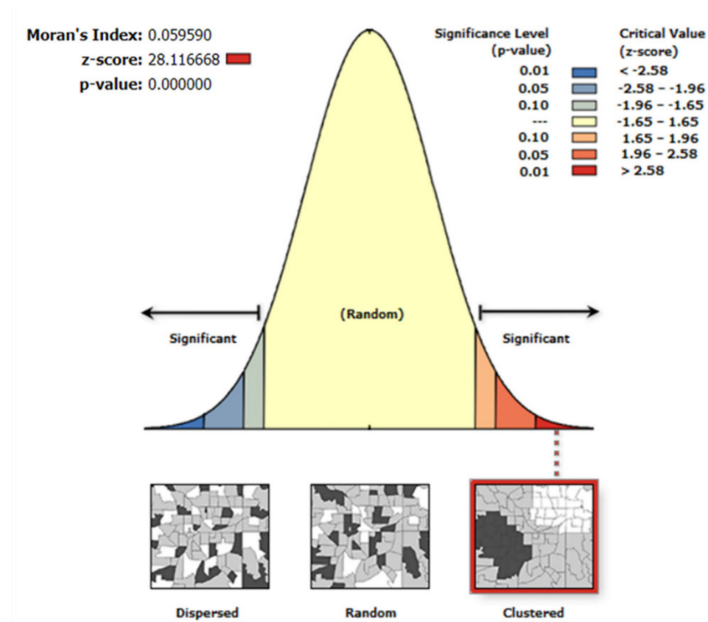 Moran's Index: 0.059590
z-score: 28.116668
p-value: 0.000000
Significance Level
(p-value)
Critical Value
(z-score)
0.01 < -2.58
0.05 -2.58 – -1.96
0.10 -1.96 – -1.65
--- -1.65 – 1.65
0.10 1.65 – 1.96
0.05 1.96 – 2.58
0.01 > 2.58
(Random)
Significant
Significant
Dispersed
Random
Clustered